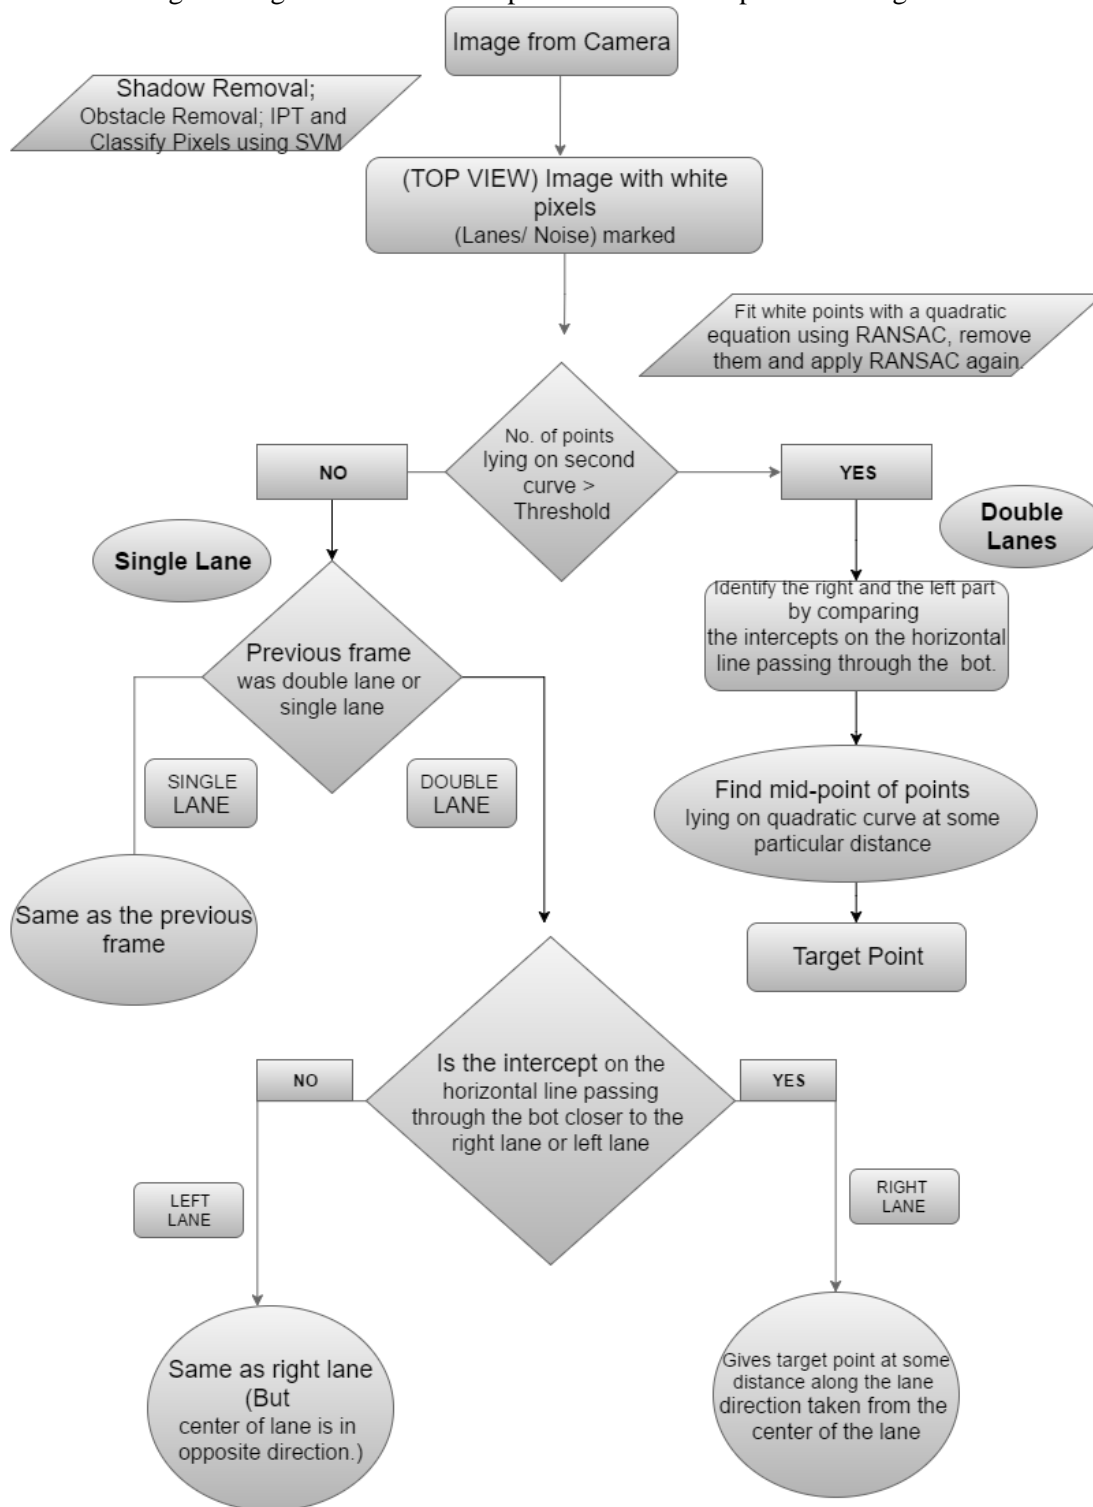 Image from Camera
Shadow Removal;
Obstacle Removal; IPT and
Classify Pixels using SVM
(TOP VIEW) Image with white
pixels
(Lanes/ Noise) marked
Fit white points with a quadratic
equation using RANSAC, remove
them and apply RANSAC again.
No. of points
lying on second
curve >
Threshold
NO
YES
Single Lane
Double
Lanes
Identify the right and the left part
by comparing
the intercepts on the horizontal
line passing through the bot.
Previous frame
was double lane or
single lane
SINGLE
LANE
DOUBLE
LANE
Find mid-point of points
lying on quadratic curve at some
particular distance
Same as the previous
frame
Target Point
Is the intercept on the
horizontal line passing
through the bot closer to the
right lane or left lane
NO
YES
LEFT
LANE
RIGHT
LANE
Same as right lane
(But
center of lane is in
opposite direction.)
Gives target point at some
distance along the lane
direction taken from the
center of the lane